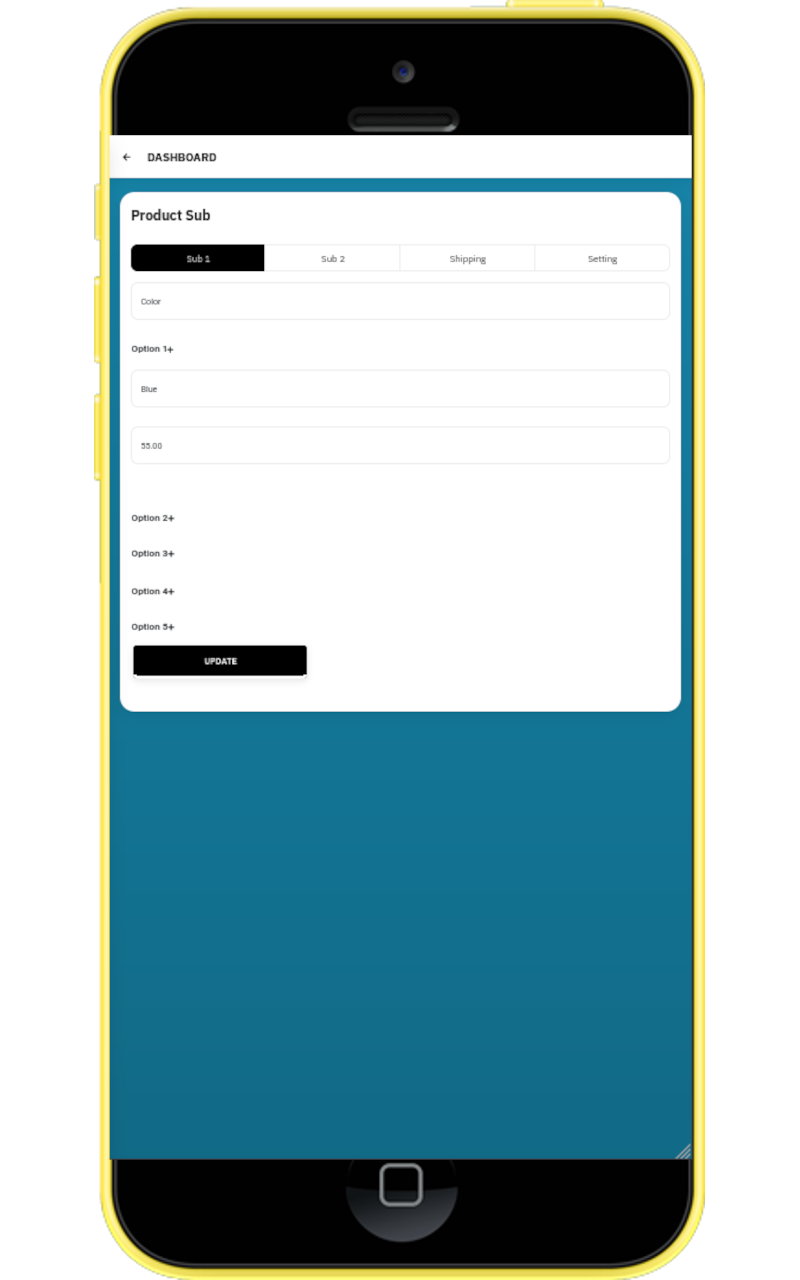 ← DASHBOARD
Product Sub
Sub 1 Sub 2 Shipping Setting
Color
Option 1+
Blue
55.00
Option 2+
Option 3+
Option 4+
Option 5+
UPDATE